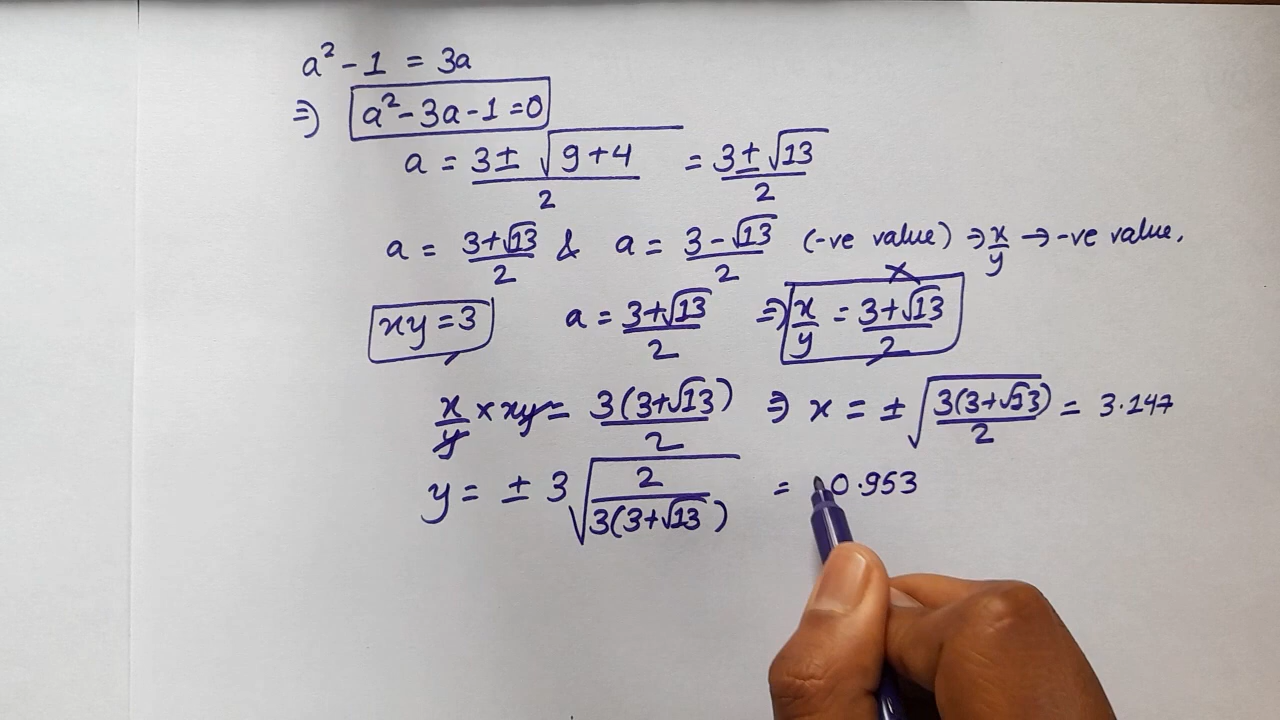 a² - 1 = 3a
⇒ a² - 3a - 1 = 0
a = 3 ± √9+4 / 2 = 3 ± √13 / 2
a = 3+√13 / 2 & a = 3-√13 / 2 (-ve value) ⇒ x/y → -ve value.
xy = 3 a = 3+√13 / 2 ⇒ x/y = 3+√13 / 2
x/y × xy = 3(3+√13) / 2 ⇒ x = ± √3(3+√13) / 2 = 3.147
y = ± 3 √2 / 3(3+√13) = 0.953